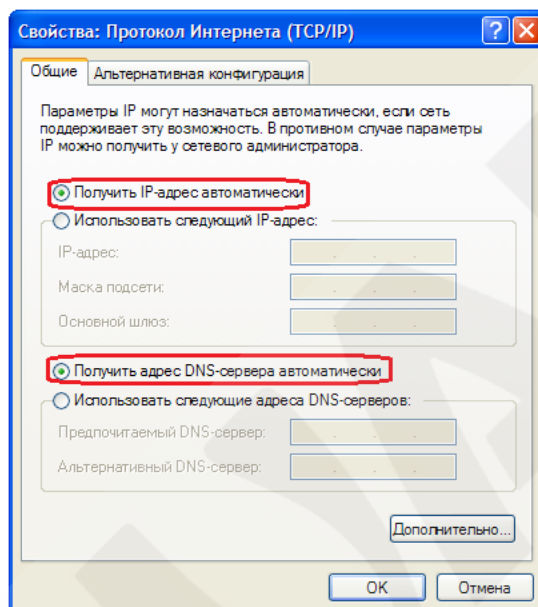 Свойства: Протокол Интернета (TCP/IP)
Общие
Альтернативная конфигурация
Параметры IP могут назначаться автоматически, если сеть
поддерживает эту возможность. В противном случае параметры
IP можно получить у сетевого администратора.
Получить IP-адрес автоматически
Использовать следующий IP-адрес:
IP-адрес:
Маска подсети:
Основной шлюз:
Получить адрес DNS-сервера автоматически
Использовать следующие адреса DNS-серверов:
Предпочитаемый DNS-сервер:
Альтернативный DNS-сервер:
Дополнительно...
OK
Отмена